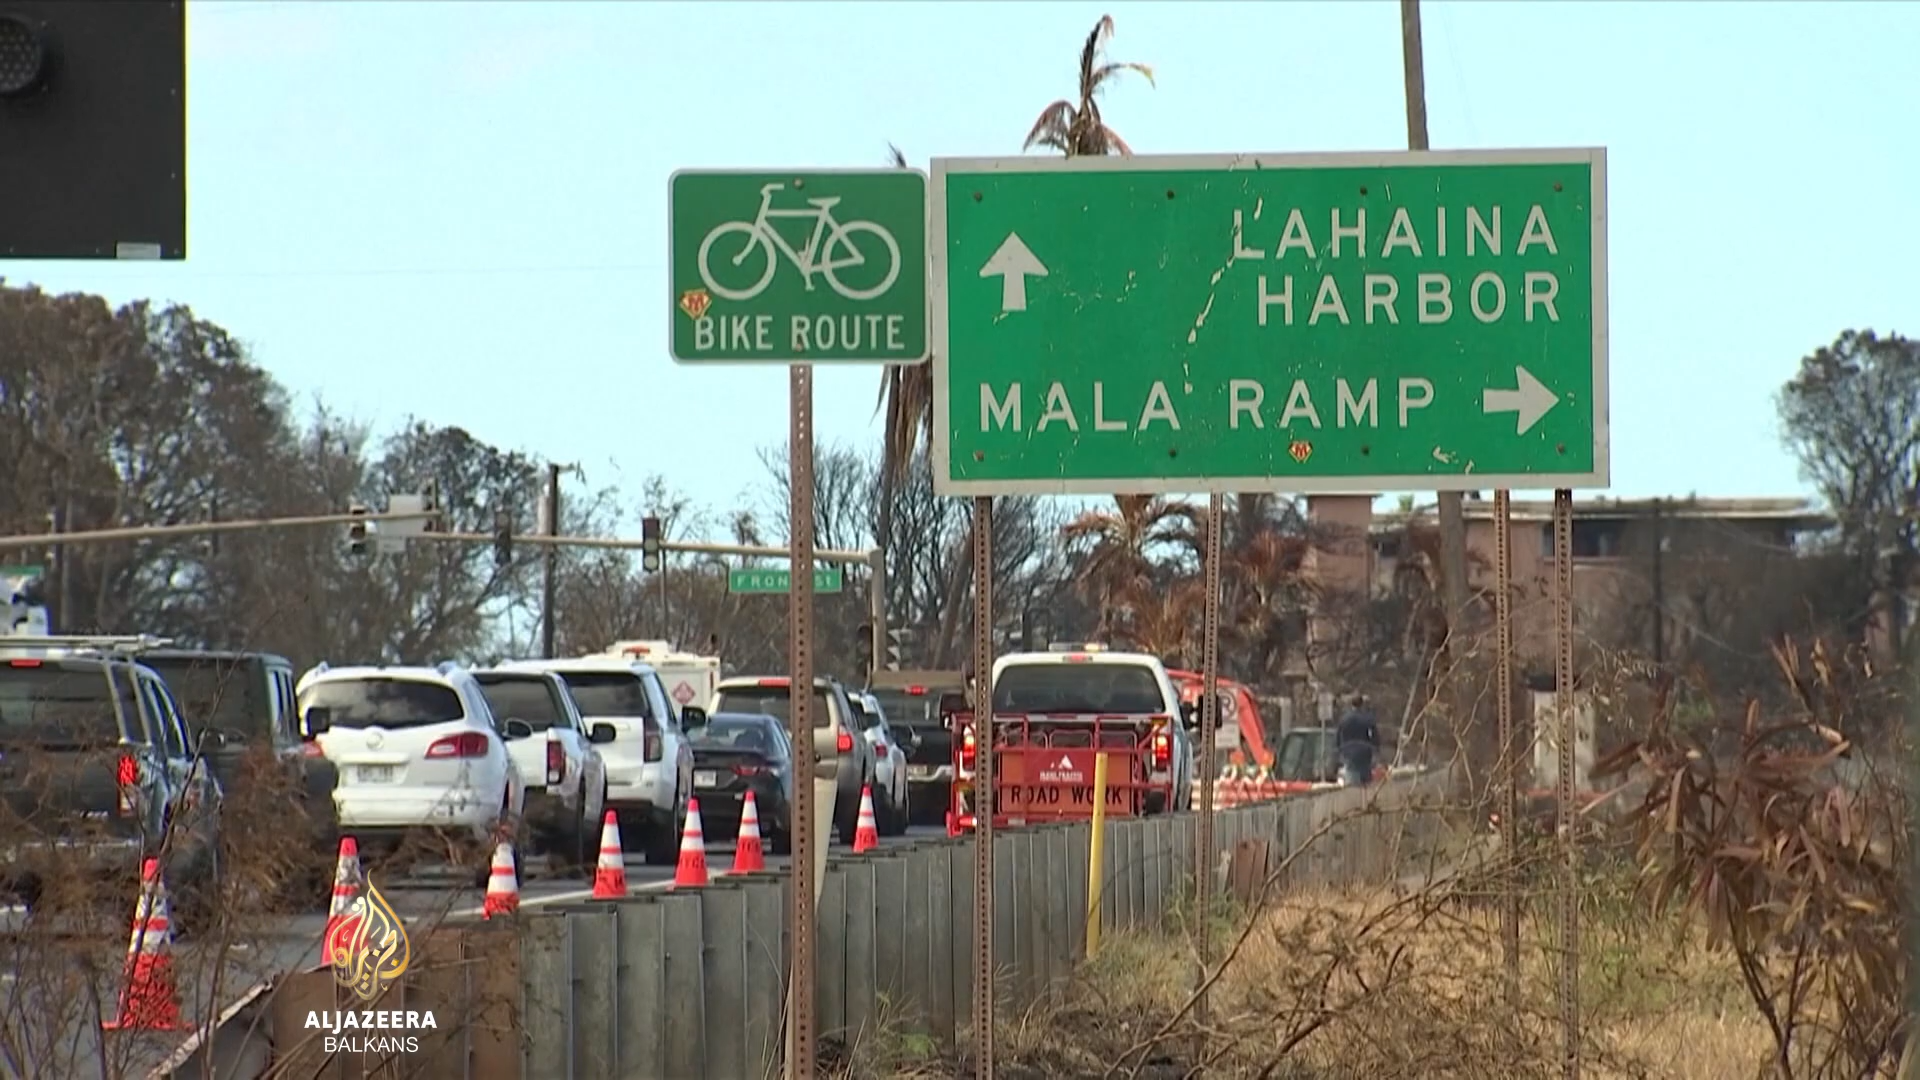 BIKE ROUTE
LAHAINA
HARBOR
MALA RAMP
FRONT St
ROAD WORK
ALJAZEERA
BALKANS